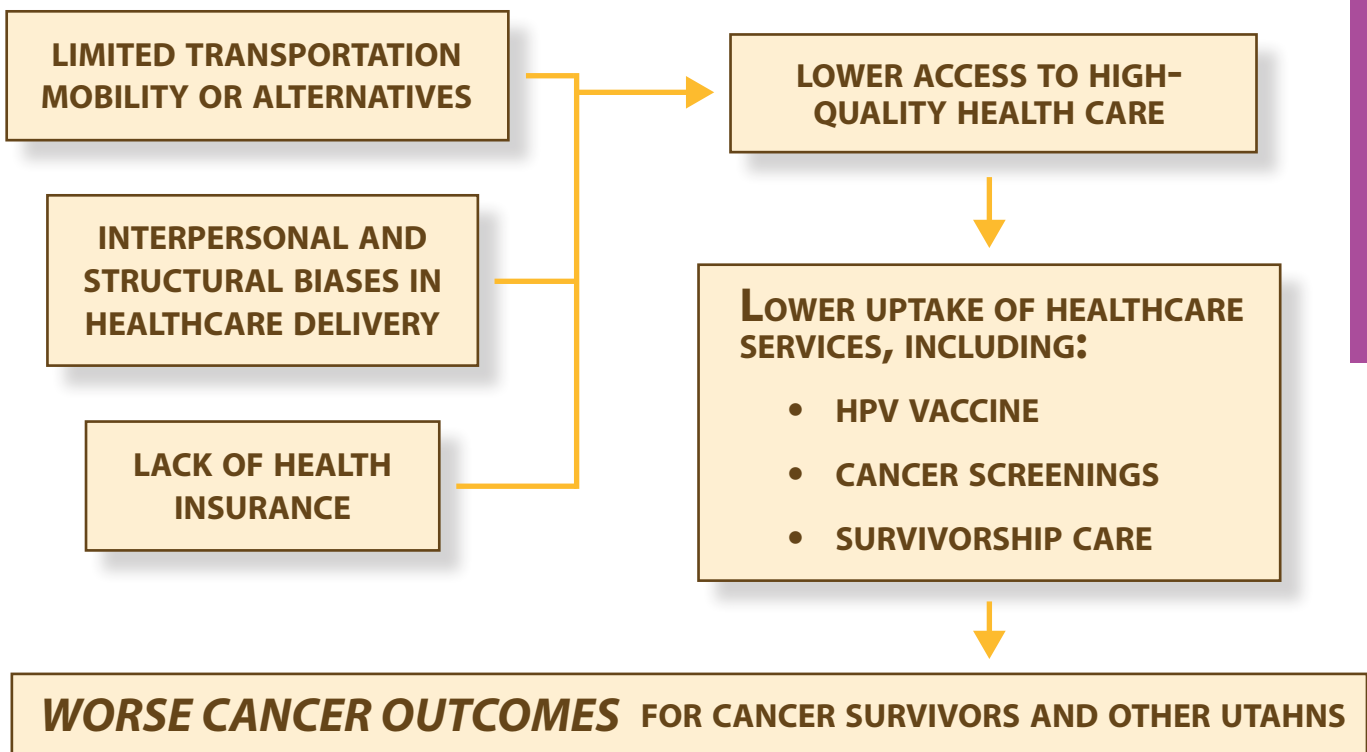 LIMITED TRANSPORTATION
MOBILITY OR ALTERNATIVES
INTERPERSONAL AND
STRUCTURAL BIASES IN
HEALTHCARE DELIVERY
LACK OF HEALTH
INSURANCE
LOWER ACCESS TO HIGH-
QUALITY HEALTH CARE
LOWER UPTAKE OF HEALTHCARE
SERVICES, INCLUDING:
• HPV VACCINE
• CANCER SCREENINGS
• SURVIVORSHIP CARE
WORSE CANCER OUTCOMES FOR CANCER SURVIVORS AND OTHER UTAHNS